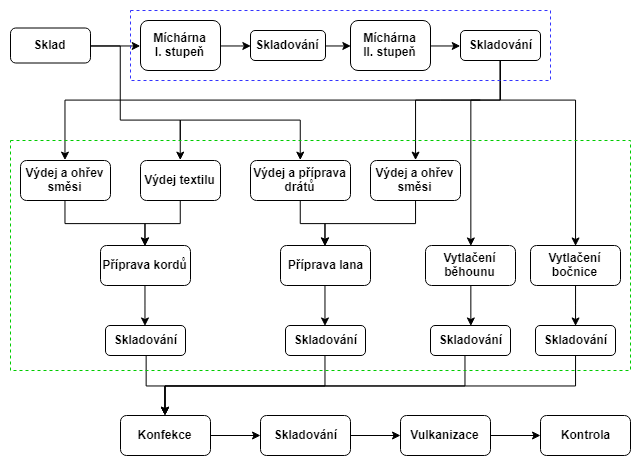 Sklad
Míchárna
I. stupeň
Skladování
Míchárna
II. stupeň
Skladování
Výdej a ohřev
směsi
Výdej textilu
Výdej a příprava
drátů
Výdej a ohřev
směsi
Příprava kordů
Příprava lana
Vytlačení
běhounu
Vytlačení
bočnice
Skladování
Skladování
Skladování
Skladování
Konfekce
Skladování
Vulkanizace
Kontrola